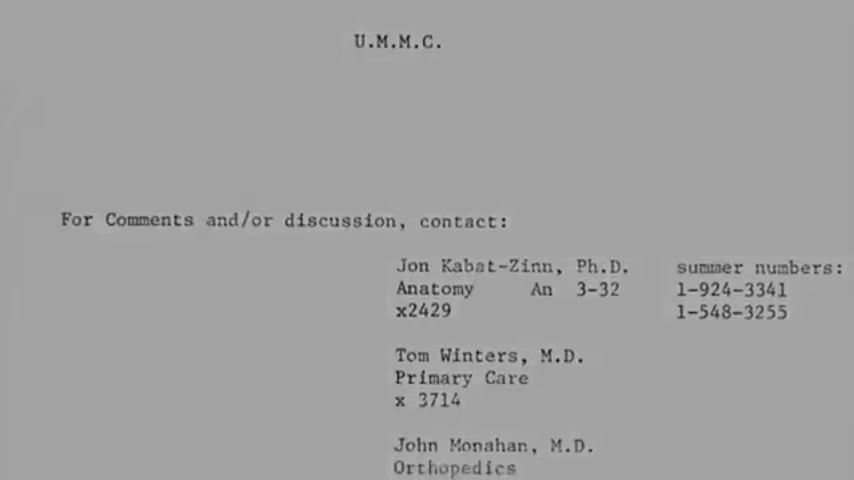 U.M.M.C.
For Comments and/or discussion, contact:
Jon Kabat-Zinn, Ph.D. summer numbers:
Anatomy An 3-32 1-924-3341
x2429 1-548-3255
Tom Winters, M.D.
Primary Care
x 3714
John Monahan, M.D.
Orthopedics